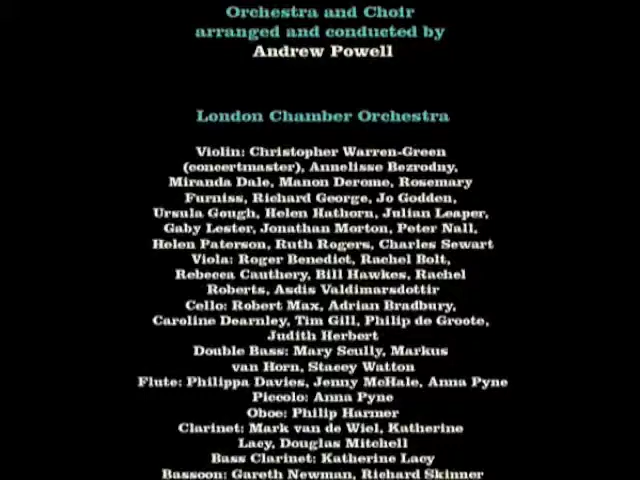 Orchestra and Choir
arranged and conducted by
Andrew Powell
London Chamber Orchestra
Violin: Christopher Warren-Green
(concertmaster), Annelisse Bezrodny,
Miranda Dale, Manon Derome, Rosemary
Furniss, Richard George, Jo Godden,
Ursula Gough, Helen Hathorn, Julian Leaper,
Gaby Lester, Jonathan Morton, Peter Nall,
Helen Paterson, Ruth Rogers, Charles Sewart
Viola: Roger Benedict, Rachel Bolt,
Rebecca Cauthery, Bill Hawkes, Rachel
Roberts, Asdis Valdimarsdottir
Cello: Robert Max, Adrian Bradbury,
Caroline Dearnley, Tim Gill, Philip de Groote,
Judith Herbert
Double Bass: Mary Scully, Markus
van Horn, Stacey Watton
Flute: Philippa Davies, Jenny McHale, Anna Pyne
Piccolo: Anna Pyne
Oboe: Philip Harmer
Clarinet: Mark van de Wiel, Katherine
Lacy, Douglas Mitchell
Bass Clarinet: Katherine Lacy
Bassoon: Gareth Newman, Richard Skinner